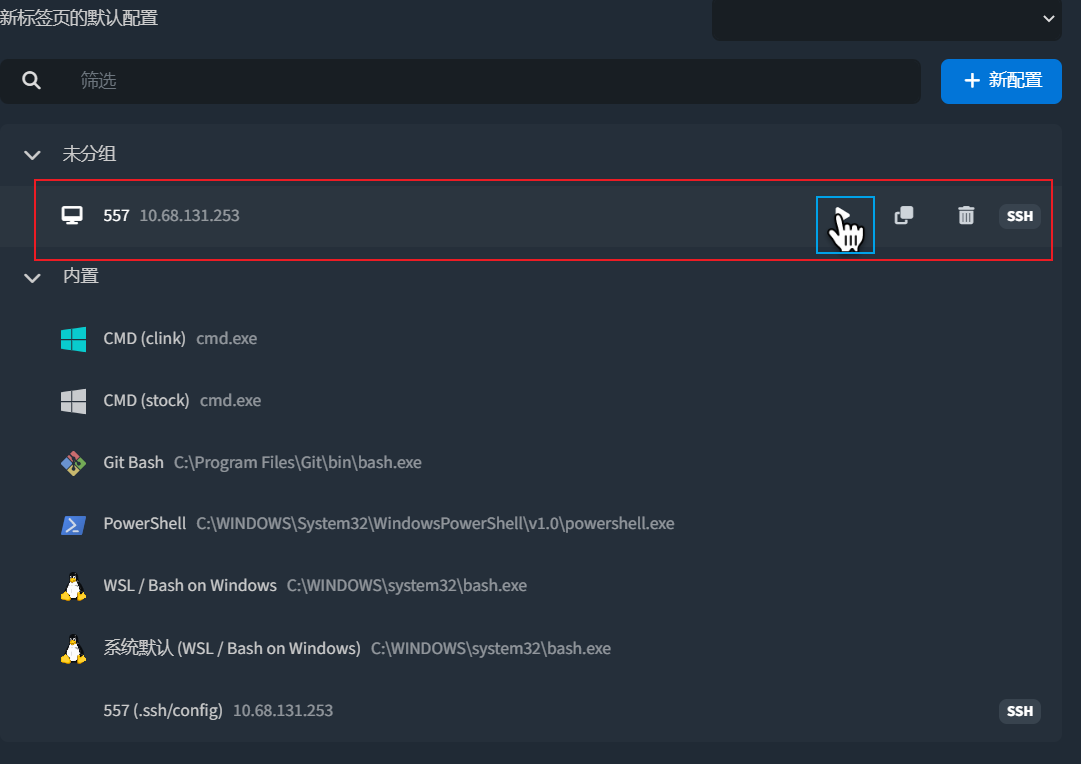 新标签页的默认配置
筛选
新配置
未分组
557 10.68.131.253 SSH
内置
CMD (clink) cmd.exe
CMD (stock) cmd.exe
Git Bash C:\Program Files\Git\bin\bash.exe
PowerShell C:\WINDOWS\System32\WindowsPowerShell\v1.0\powershell.exe
WSL / Bash on Windows C:\WINDOWS\system32\bash.exe
系统默认 (WSL / Bash on Windows) C:\WINDOWS\system32\bash.exe
557 (.ssh/config) 10.68.131.253 SSH